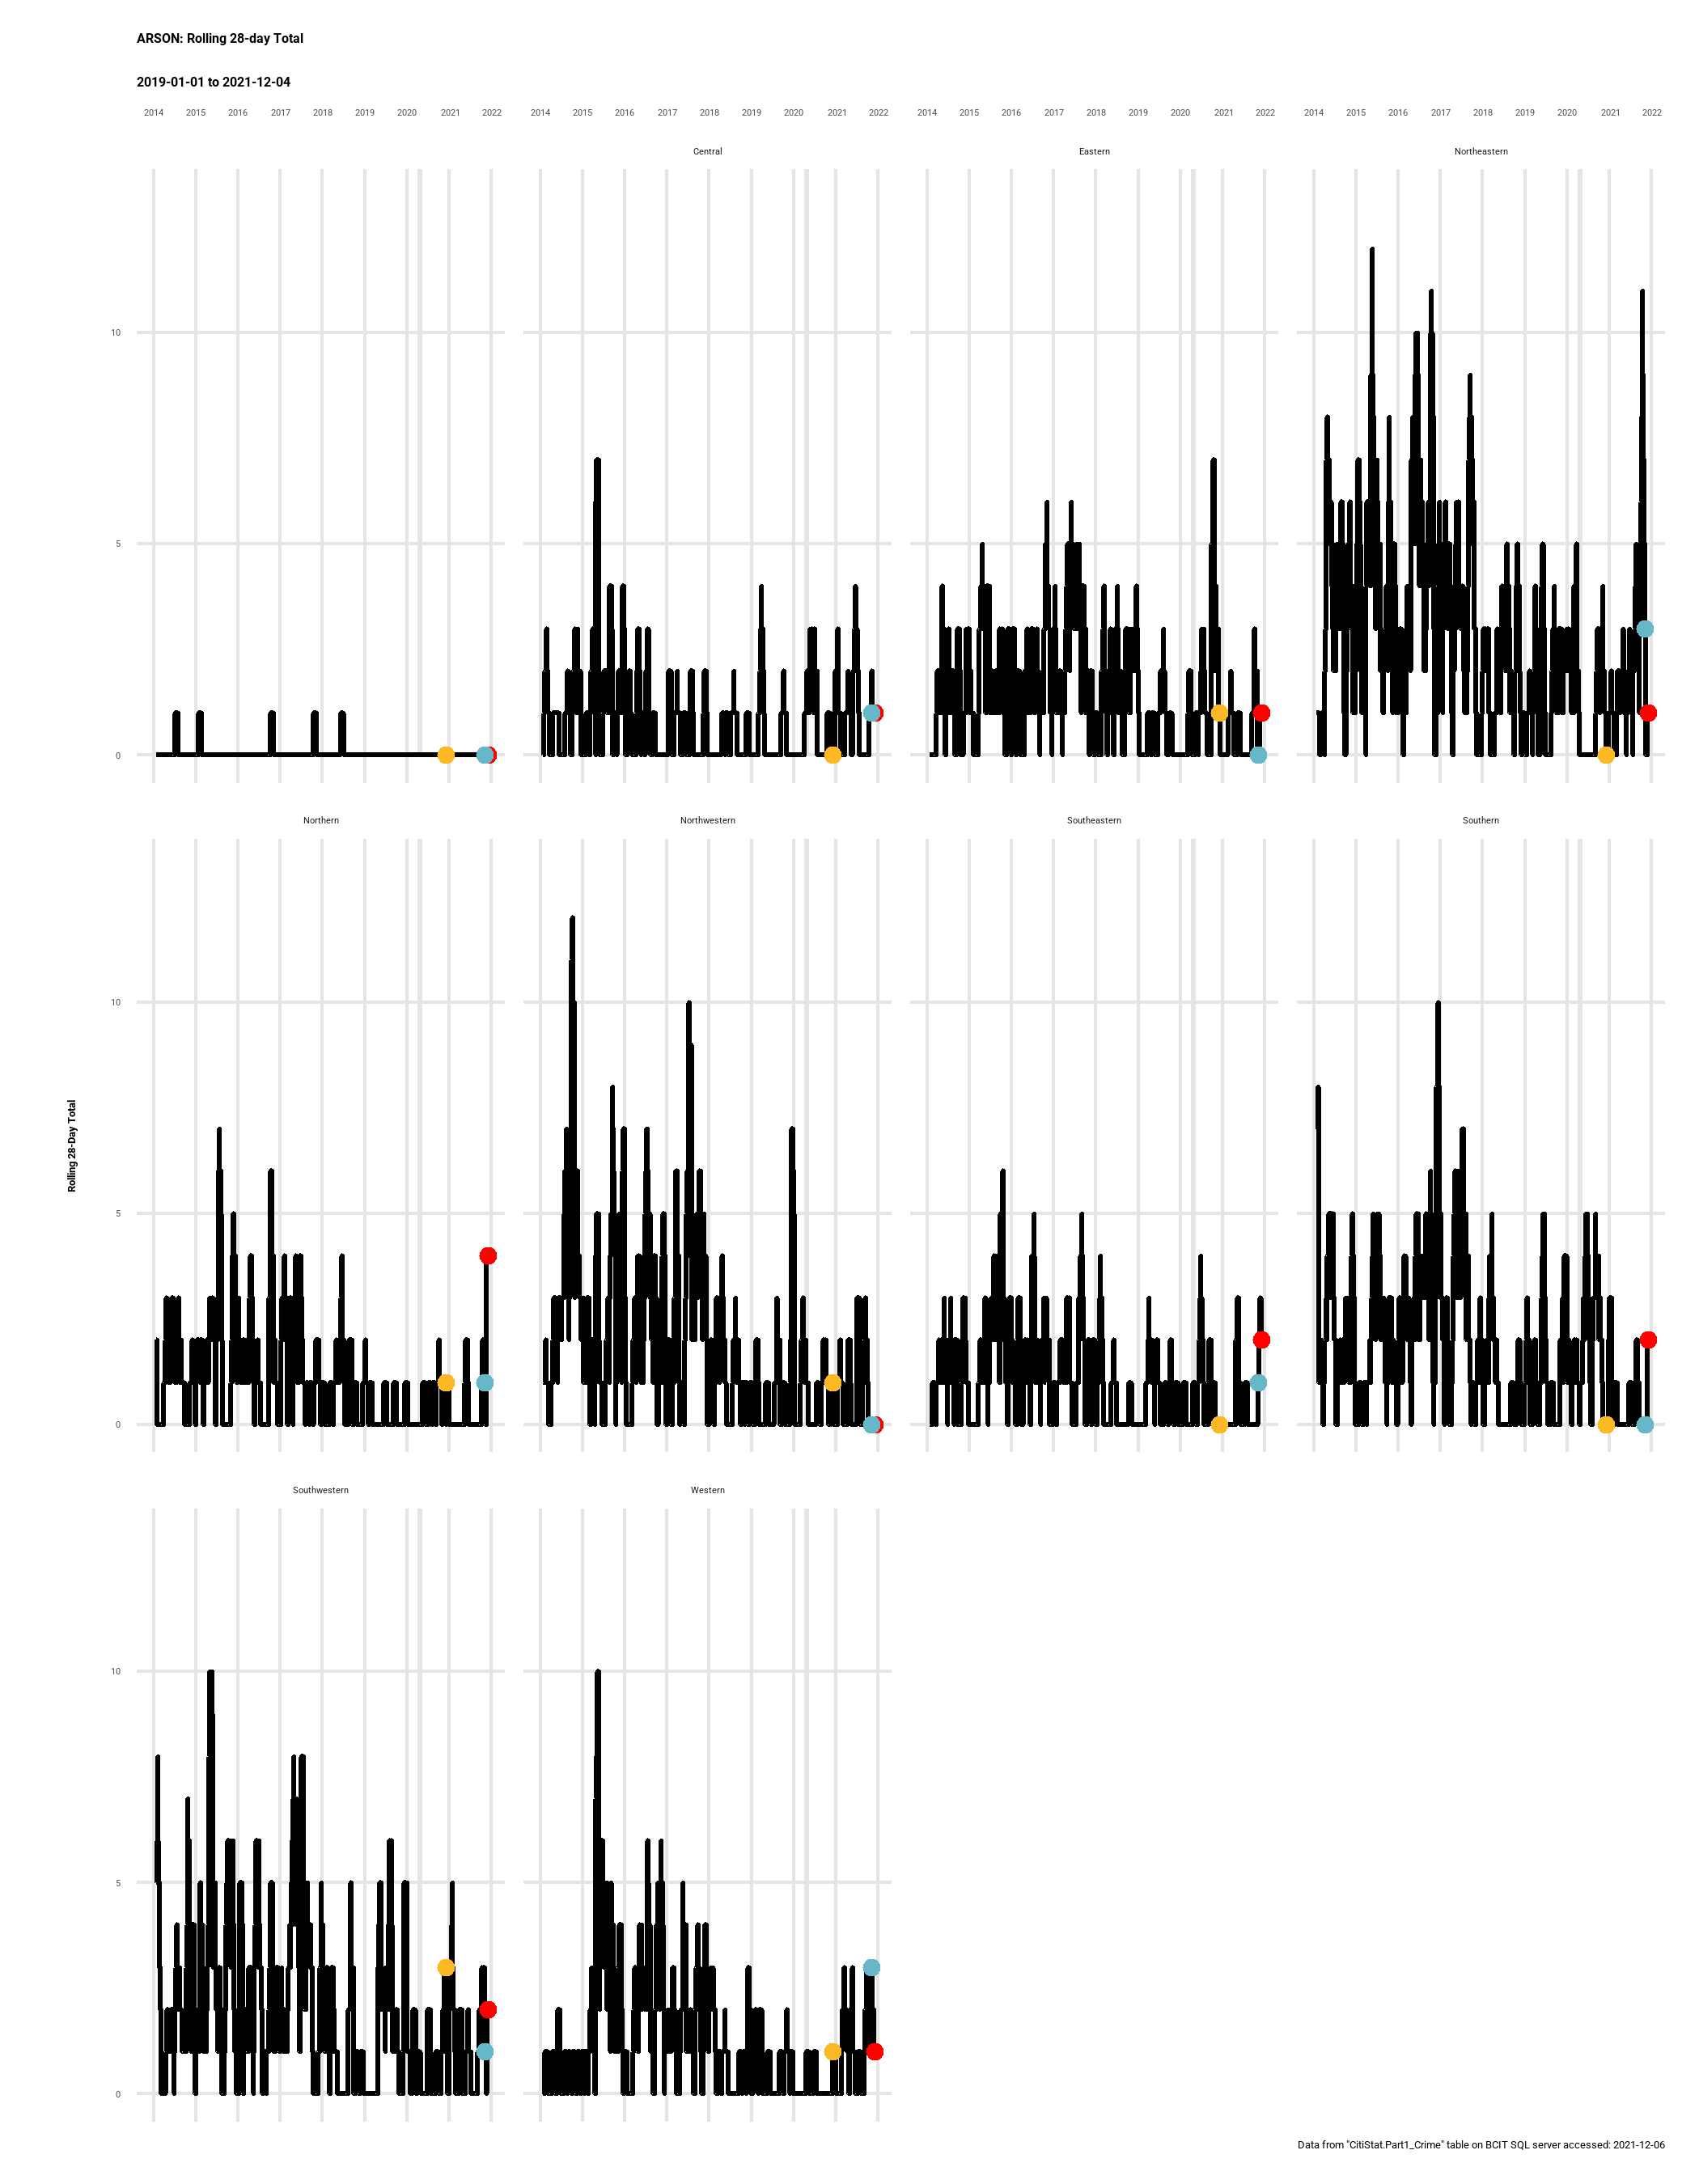 ARSON: Rolling 28-day Total
2019-01-01 to 2021-12-04
2014 2015 2016 2017 2018 2019 2020 2021 2022 2014 2015 2016 2017 2018 2019 2020 2021 2022 2014 2015 2016 2017 2018 2019 2020 2021 2022 2014 2015 2016 2017 2018 2019 2020 2021 2022
Central Eastern Northeastern
10
5
0
Northern Northwestern Southeastern Southern
10
Rolling 28-Day Total
5
0
Southwestern Western
10
5
0
Data from "CitiStat.Part1_Crime" table on BCIT SQL server accessed: 2021-12-06